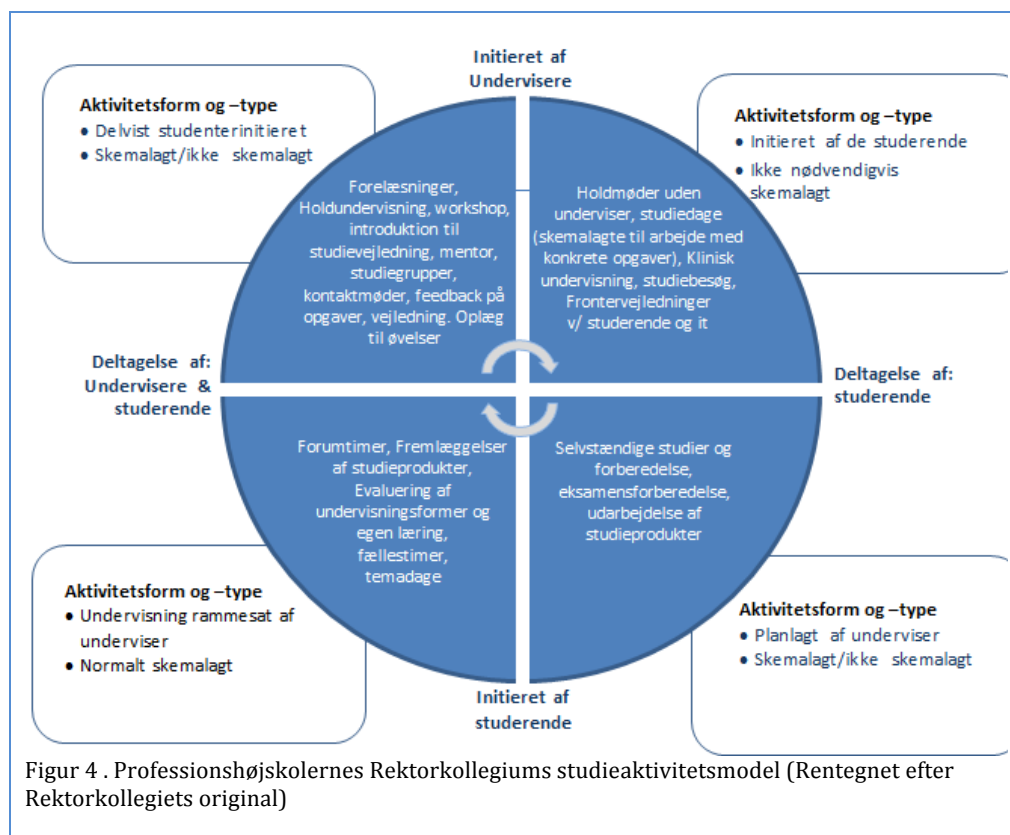 Initieret af
Undervisere
Aktivitetsform og –type
• Delvist studenterinitieret
• Skemalagt/ikke skemalagt
Aktivitetsform og –type
• Initieret af de studerende
• Ikke nødvendigvis
skemalagt
Forelæsninger,
Holdundervisning, workshop,
introduktion til
studievejledning, mentor,
studiegrupper,
kontaktmøder, feedback på
opgaver, vejledning. Oplæg
til øvelser
Holdmøder uden
underviser, studiedage
(skemalagte til arbejde med
konkrete opgaver), Klinisk
undervisning, studiebesøg,
Frontervejledninger
v/ studerende og it
Deltagelse af:
Undervisere &
studerende
Deltagelse af:
studerende
Forumtimer, Fremlæggelser
af studieprodukter,
Evaluering af
undervisningsformer og
egen læring,
fællestimer,
temadage
Selvstændige studier og
forberedelse,
eksamensforberedelse,
udarbejdelse af
studieprodukter
Aktivitetsform og –type
• Undervisning rammesat af
underviser
• Normalt skemalagt
Aktivitetsform og –type
• Planlagt af underviser
• Skemalagt/ikke skemalagt
Initieret af
studerende
Figur 4 . Professionshøjskolernes Rektorkollegiums studieaktivitetsmodel (Rentegnet efter
Rektorkollegiets original)